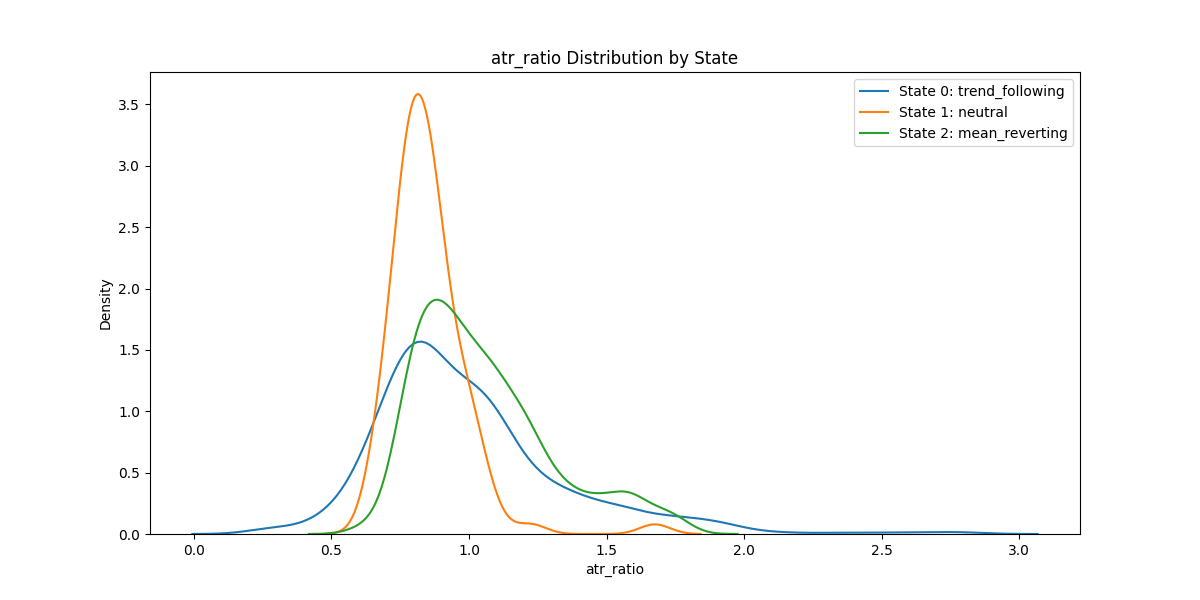 atr_ratio Distribution by State
State 0: trend_following
State 1: neutral
State 2: mean_reverting
Density
3.5
3.0
2.5
2.0
1.5
1.0
0.5
0.0
0.0 0.5 1.0 1.5 2.0 2.5 3.0
atr_ratio